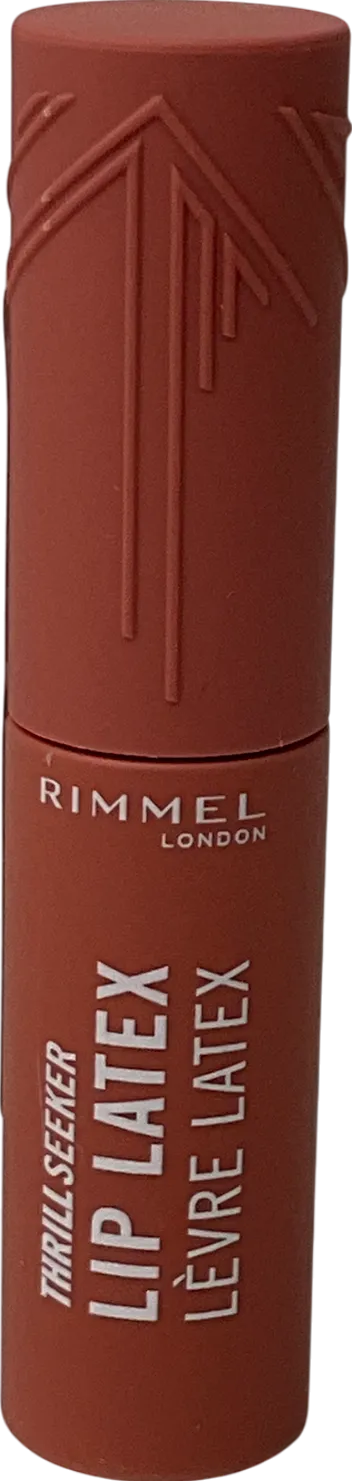 RIMMEL
LONDON
THRILL SEEKER
LIP LATEX
LÈVRE LATEX